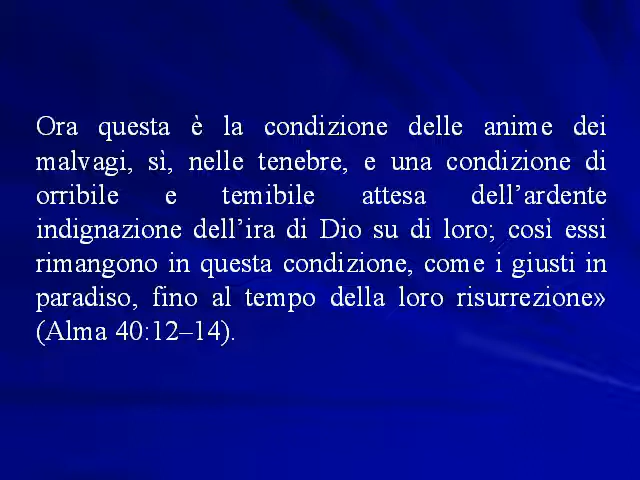 Ora questa è la condizione delle anime dei
malvagi, sì, nelle tenebre, e una condizione di
orribile e temibile attesa dell’ardente
indignazione dell’ira di Dio su di loro; così essi
rimangono in questa condizione, come i giusti in
paradiso, fino al tempo della loro risurrezione»
(Alma 40:12–14).